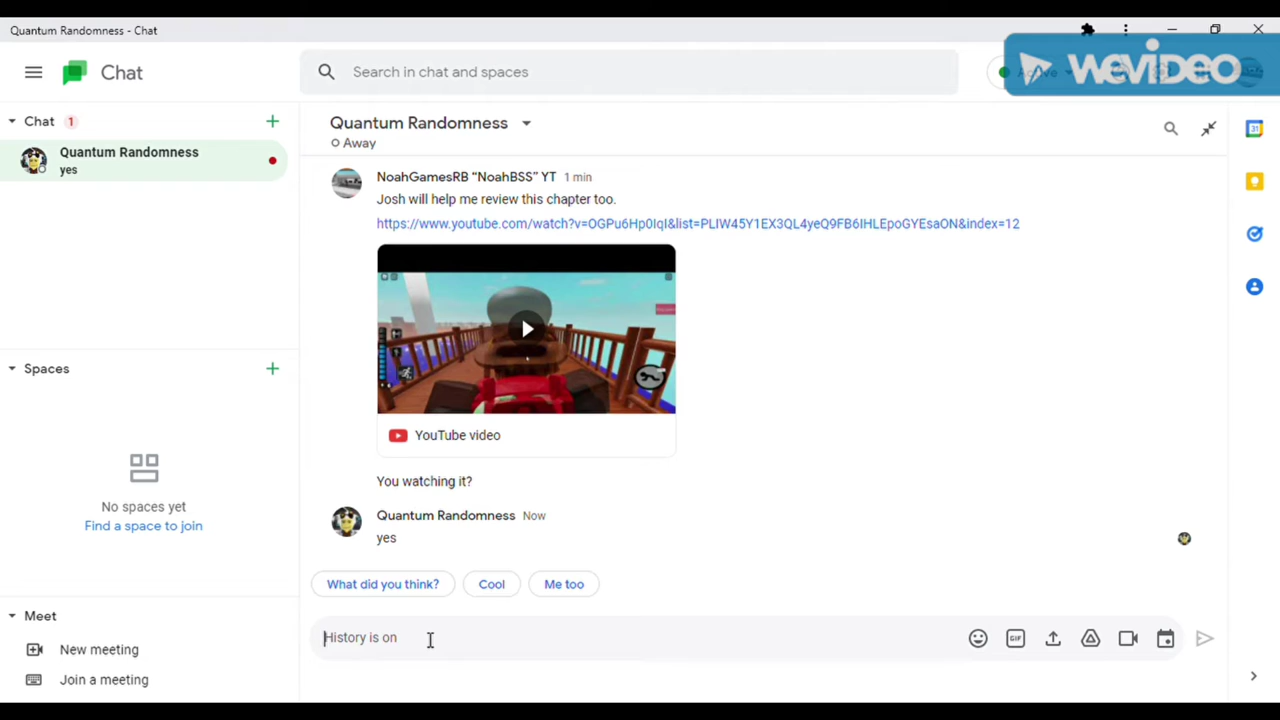 Quantum Randomness - Chat
Chat
Search in chat and spaces
Active
WeVideo
Chat 1
Quantum Randomness
yes
Quantum Randomness
Away
NoahGamesRB “NoahBSS” YT 1 min
Josh will help me review this chapter too.
https://www.youtube.com/watch?v=OGPu6Hp0IqI&list=PLIW45Y1EX3QL4yeQ9FB6IHLEpoGYEsaON&index=12
YouTube video
You watching it?
Quantum Randomness Now
yes
What did you think?
Cool
Me too
History is on
GIF
31
Spaces
No spaces yet
Find a space to join
Meet
New meeting
Join a meeting